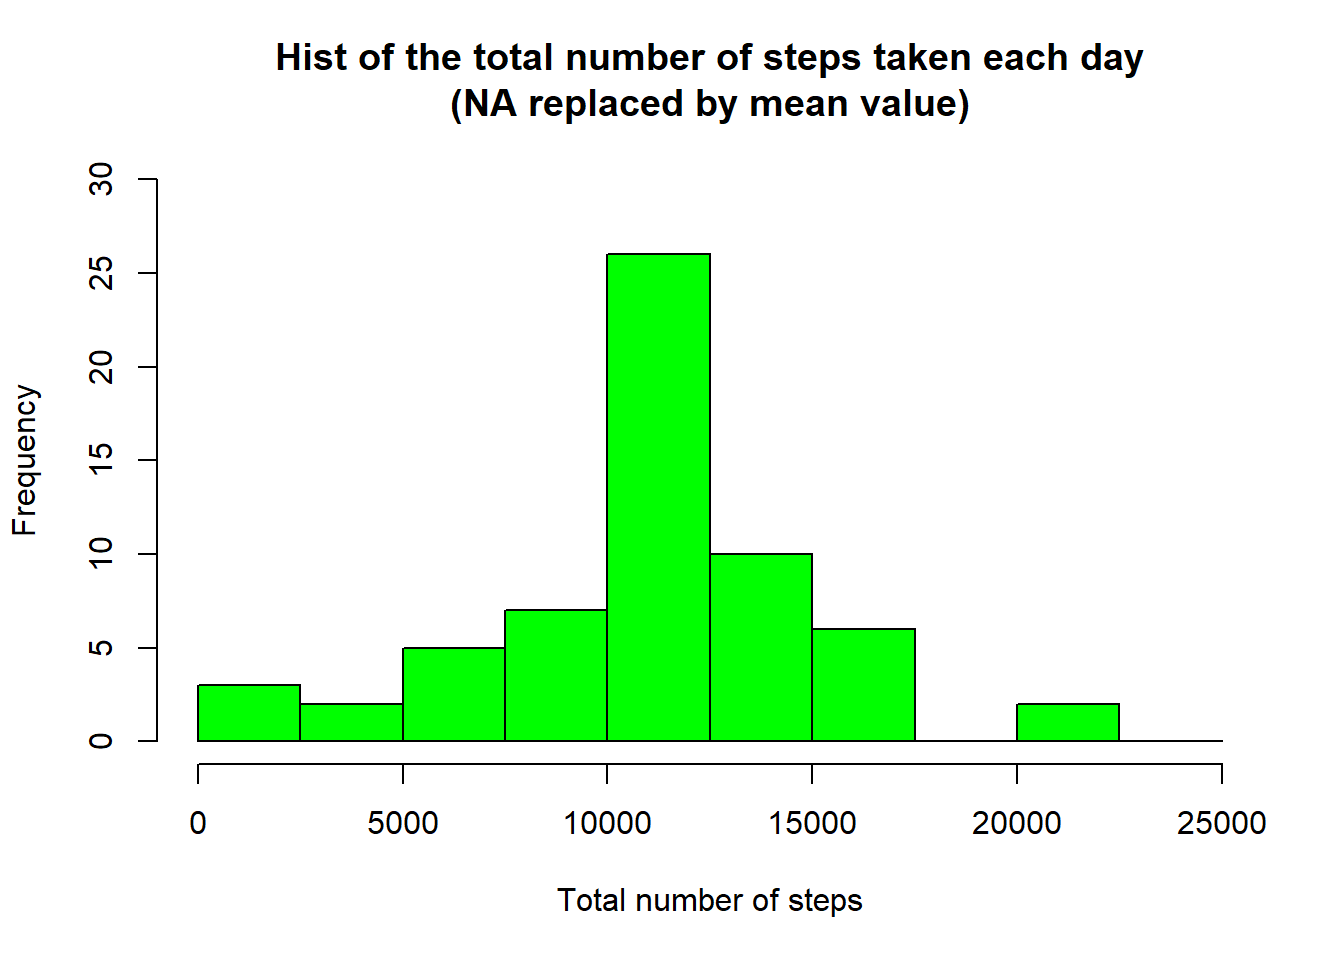 Hist of the total number of steps taken each day
(NA replaced by mean value)
30
25
20
15
10
5
0
Frequency
0 5000 10000 15000 20000 25000
Total number of steps